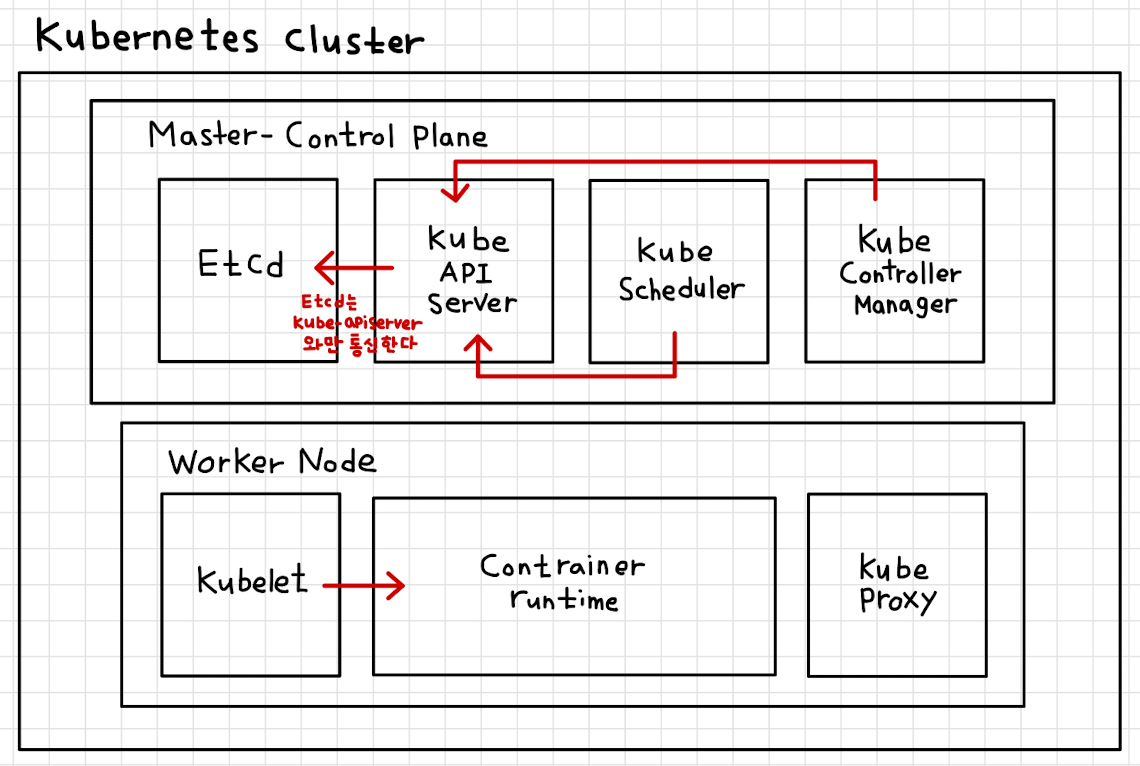 Kubernetes Cluster
Master-Control Plane
Etcd
Kube
API
Server
Kube
Scheduler
Kube
Controller
Manager
Etcd는
Kube-apiserver
와만 통신한다
Worker Node
Kubelet
Contrainer
runtime
Kube
Proxy